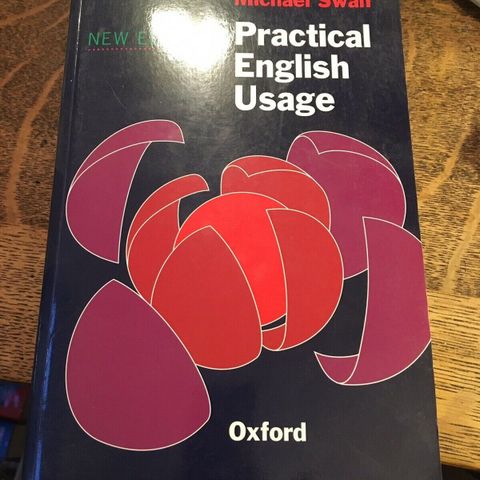 Michael Swan
NEW E
Practical
English
Usage
Oxford